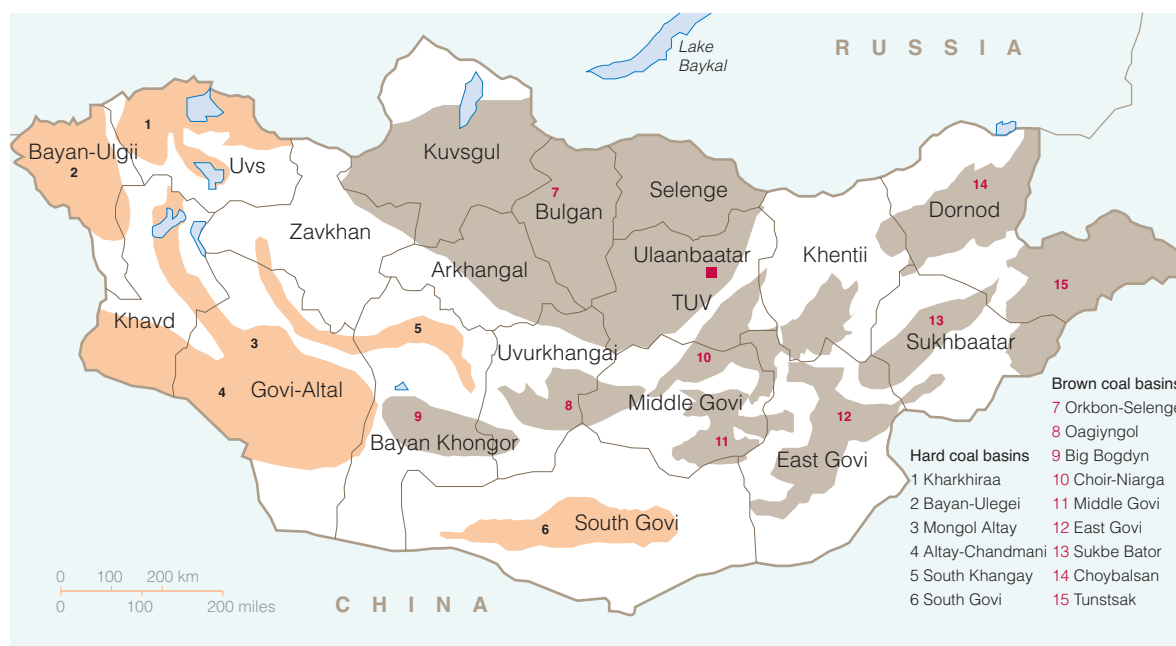 Lake
Baykal
R U S S I A
1
Bayan-Ulgii
2
Uvs
Kuvsgul
7
Bulgan
Selenge
14
Dornod
Zavkhan
Arkhangal
Ulaanbaatar
TUV
Khentii
15
Khavd
3
5
Uvurkhangai
10
13
Sukhbaatar
4
Govi-Altal
9
Bayan Khongor
8
Middle Govi
11
12
East Govi
6
South Govi
C H I N A
0 100 200 km
0 100 200 miles
Hard coal basins
1 Kharkhiraa
2 Bayan-Ulegei
3 Mongol Altay
4 Altay-Chandmani
5 South Khangay
6 South Govi
Brown coal basins
7 Orkbon-Selenge
8 Oagiyngol
9 Big Bogdyn
10 Choir-Niarga
11 Middle Govi
12 East Govi
13 Sukbe Bator
14 Choybalsan
15 Tunstsak